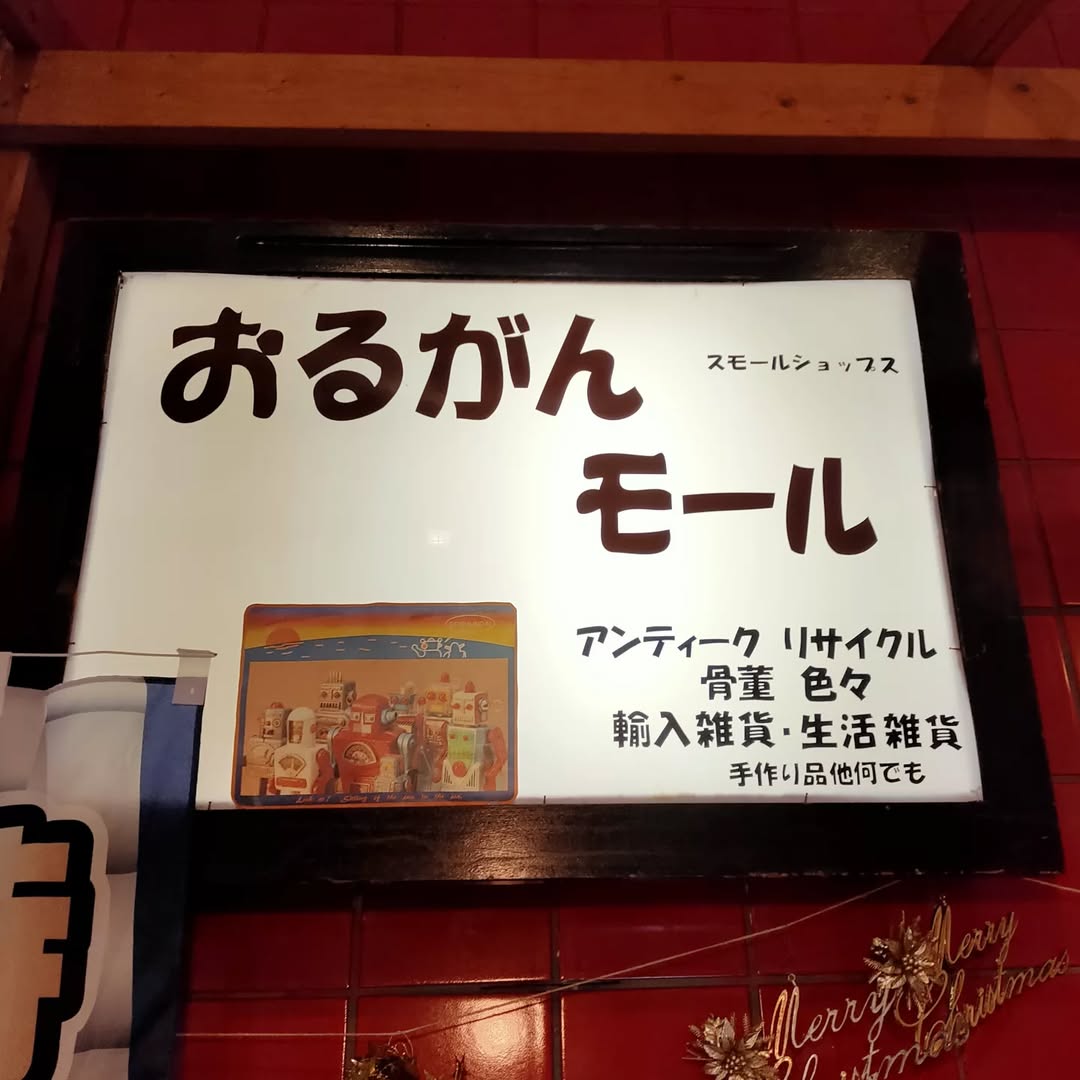 おるがん
スモールショップス
モール
アンティーク リサイクル
骨董 色々
輸入雑貨・生活雑貨
手作り品他何でも
Merry
Christmas
Merry
Christmas